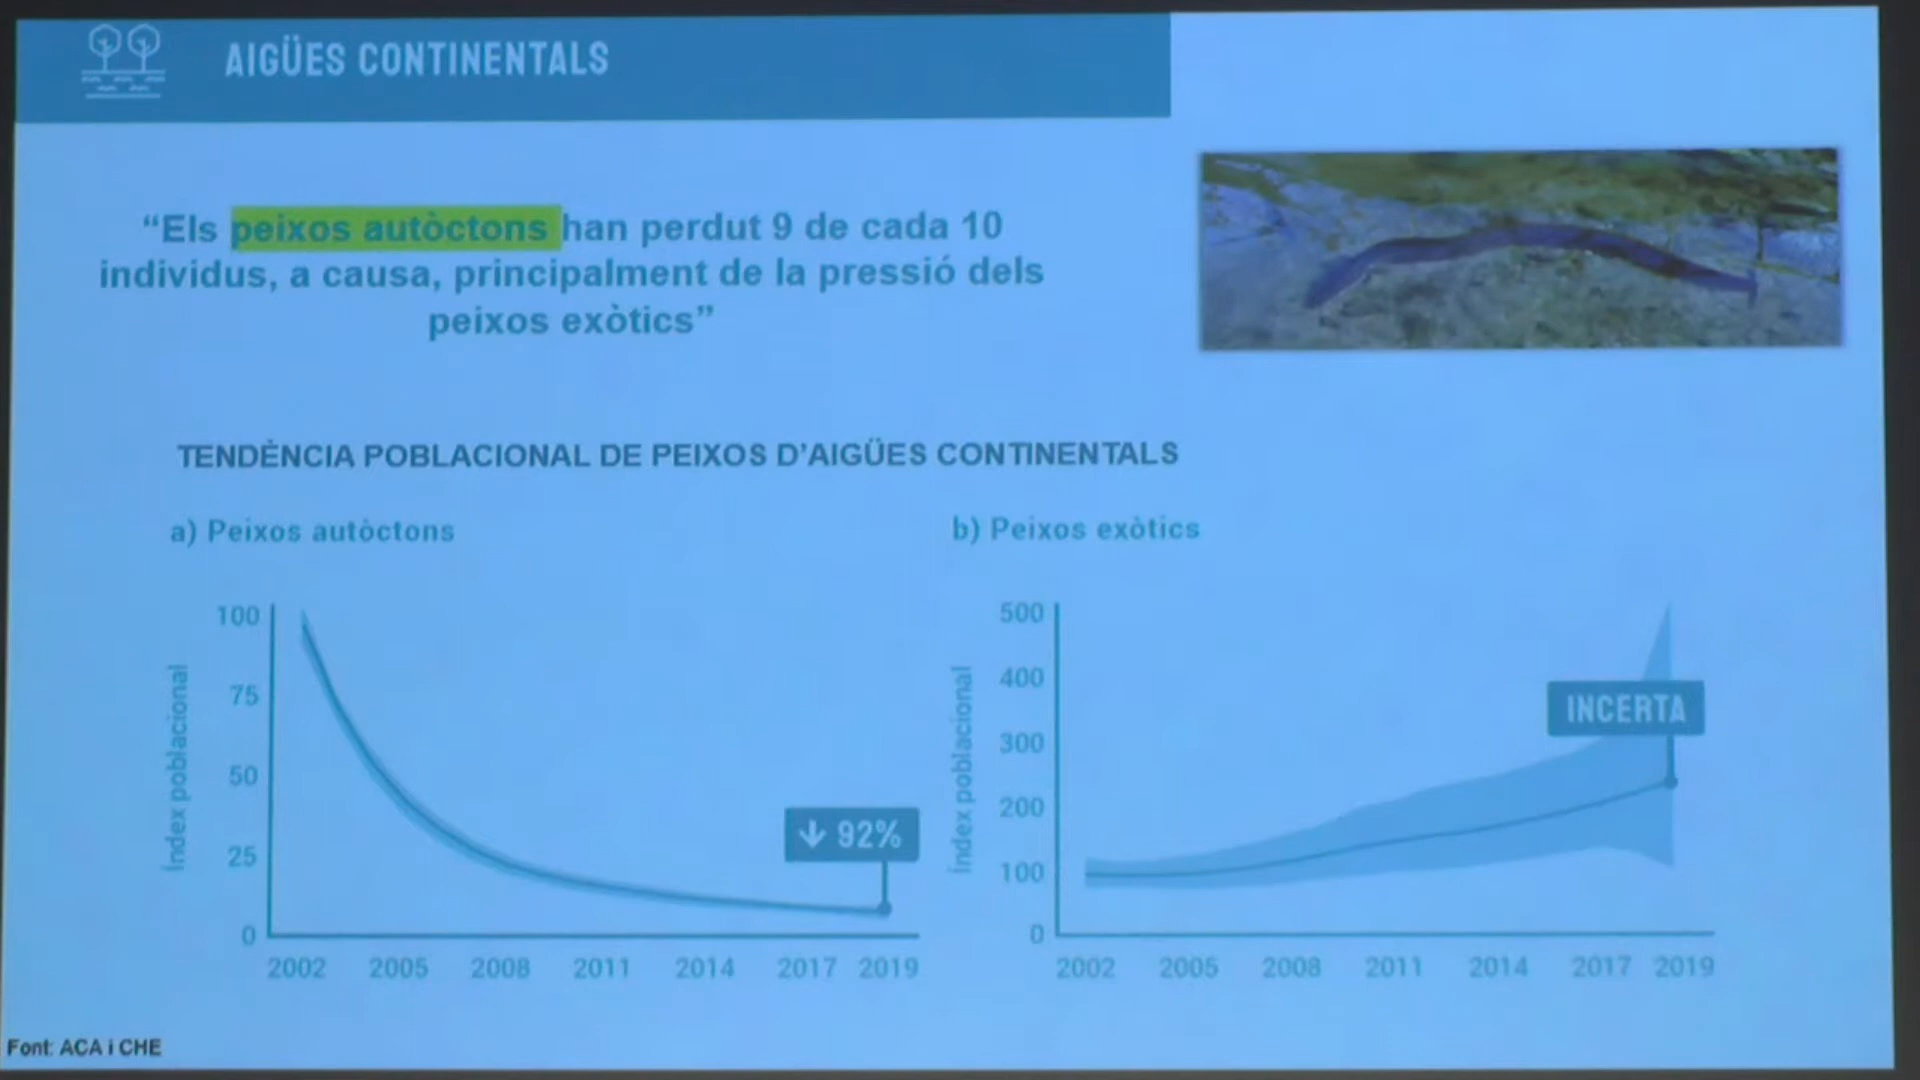 AIGÜES CONTINENTALS
“Els peixos autòctons han perdut 9 de cada 10
individus, a causa, principalment de la pressió dels
peixos exòtics”
TENDÈNCIA POBLACIONAL DE PEIXOS D’AIGÜES CONTINENTALS
a) Peixos autòctons
Índex poblacional
100
75
50
25
0
↓ 92%
2002 2005 2008 2011 2014 2017 2019
b) Peixos exòtics
Índex poblacional
500
400
300
200
100
0
INCERTA
2002 2005 2008 2011 2014 2017 2019
Font: ACA i CHE